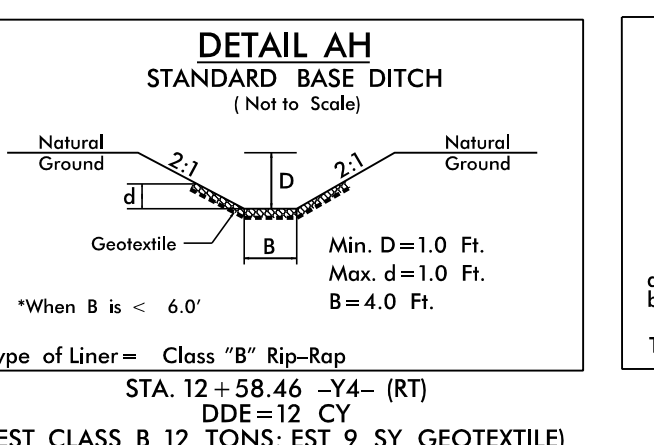 DETAIL AH
STANDARD BASE DITCH
( Not to Scale)
Natural
Ground
Natural
Ground
2:1
2:1
D
d
Geotextile
B
Min. D=1.0 Ft.
Max. d=1.0 Ft.
B=4.0 Ft.
*When B is < 6.0'
ype of Liner= Class "B" Rip-Rap
STA. 12+58.46 -Y4- (RT)
DDE=12 CY
EST CLASS B 12 TONS; EST 9 SY GEOTEXTILE)